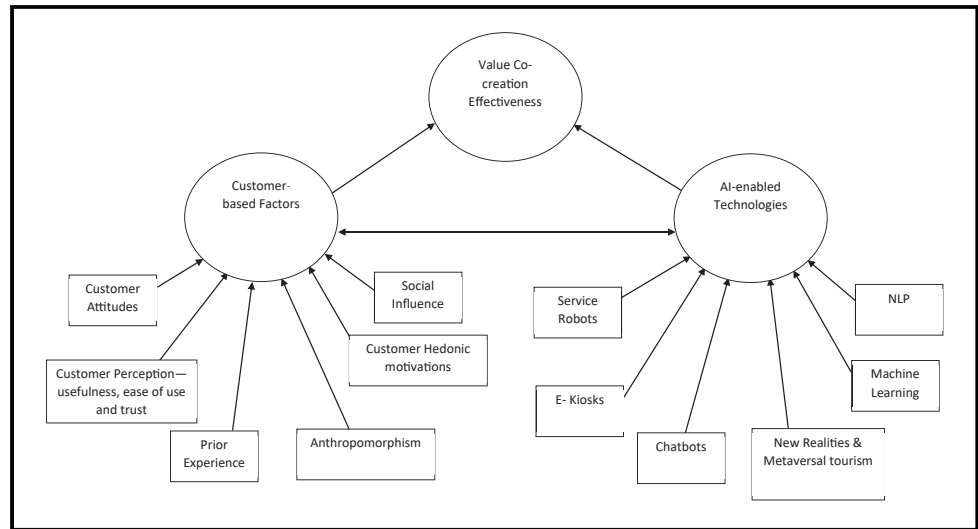 Value Co-
creation
Effectiveness
Customer-
based Factors
AI-enabled
Technologies
Customer
Attitudes
Social
Influence
Service
Robots
NLP
Customer Perception—
usefulness, ease of use
and trust
Customer Hedonic
motivations
E- Kiosks
Machine
Learning
Prior
Experience
Anthropomorphism
Chatbots
New Realities &
Metaversal tourism